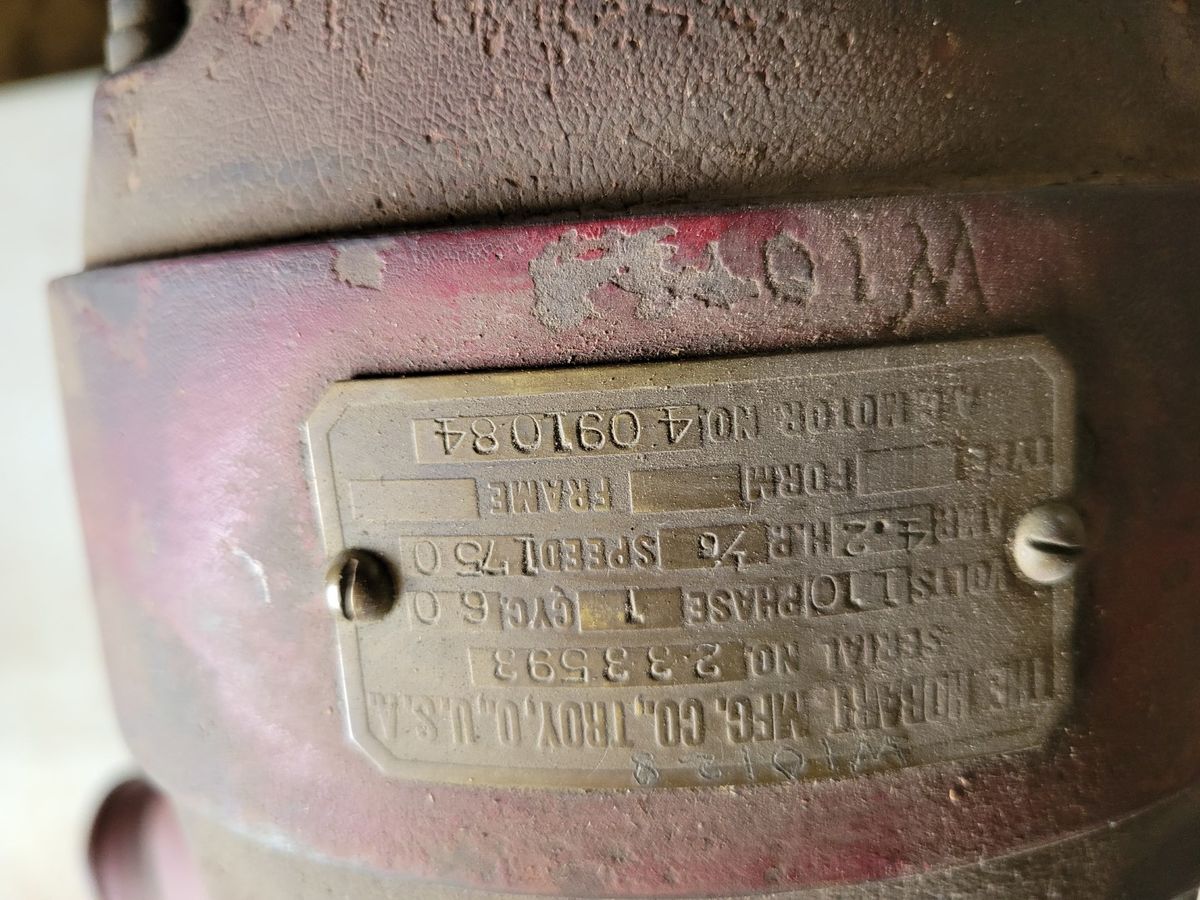 W10128
THE HOBART MFG. CO., TROY, O., U.S.A.
SERIAL NO. 233593
VOLTS 110 PHASE 1 CYC. 60
AMP. 4.2 H.P. 1/6 SPEED 1750
TYPE FORM FRAME
A.C. MOTOR NO. 4091084